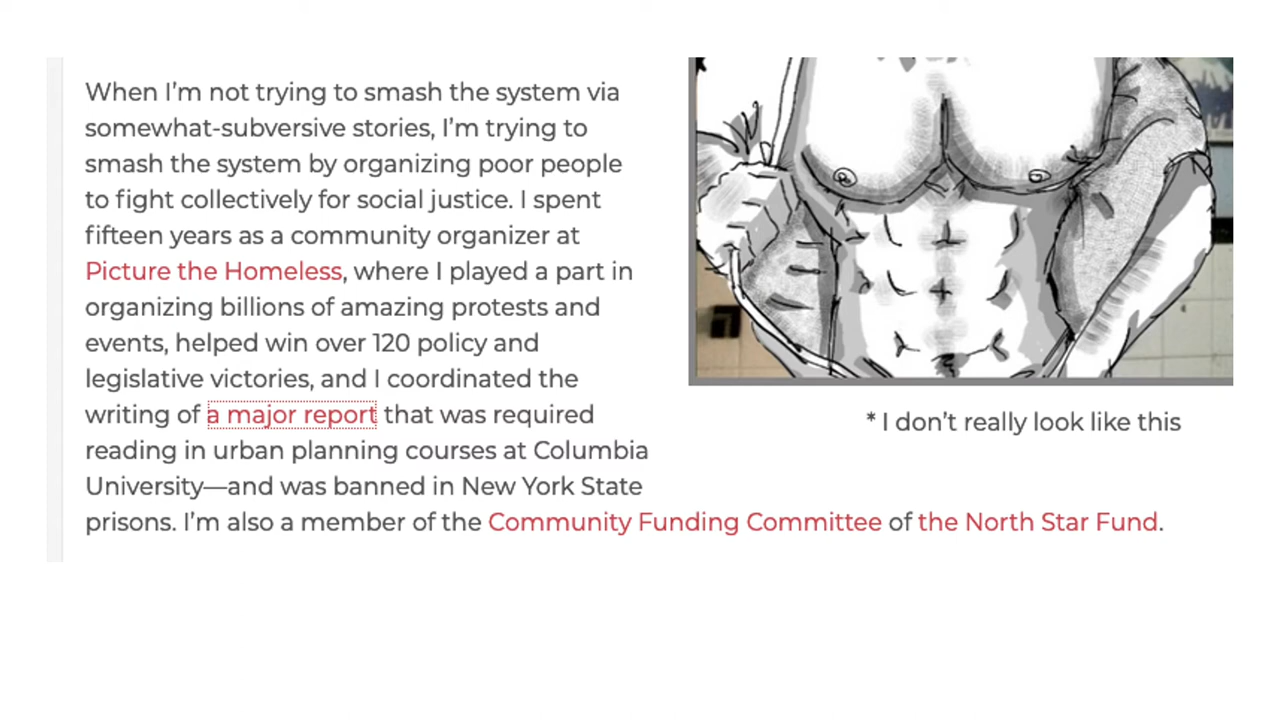 When I’m not trying to smash the system via
somewhat-subversive stories, I’m trying to
smash the system by organizing poor people
to fight collectively for social justice. I spent
fifteen years as a community organizer at
Picture the Homeless, where I played a part in
organizing billions of amazing protests and
events, helped win over 120 policy and
legislative victories, and I coordinated the
writing of a major report that was required
reading in urban planning courses at Columbia
University—and was banned in New York State
prisons. I’m also a member of the Community Funding Committee of the North Star Fund.
* I don’t really look like this